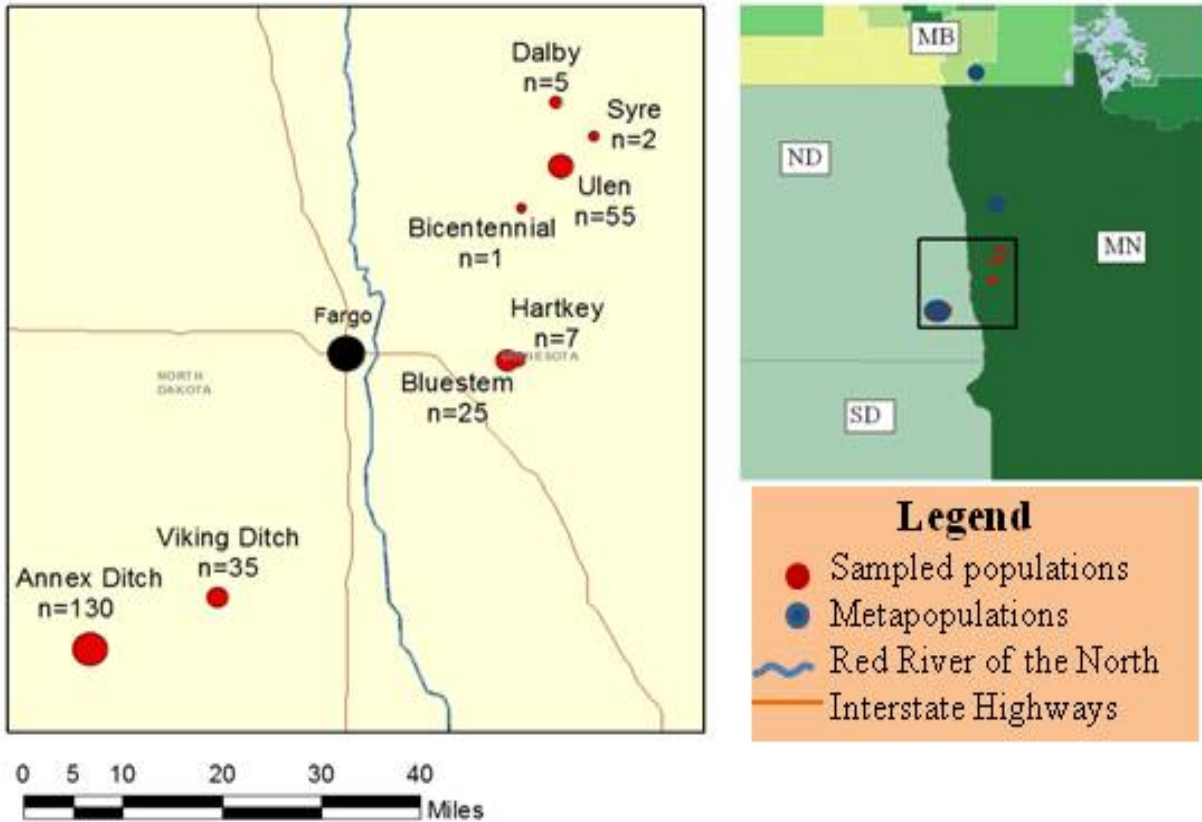 Dalby
n=5
Syre
n=2
Ulen
n=55
Bicentennial
n=1
Hartkey
n=7
Fargo
NORTH
DAKOTA
Bluestem
n=25
Viking Ditch
n=35
Annex Ditch
n=130
0 5 10 20 30 40
Miles
MB
ND
MN
SD
Legend
Sampled populations
Metapopulations
Red River of the North
Interstate Highways